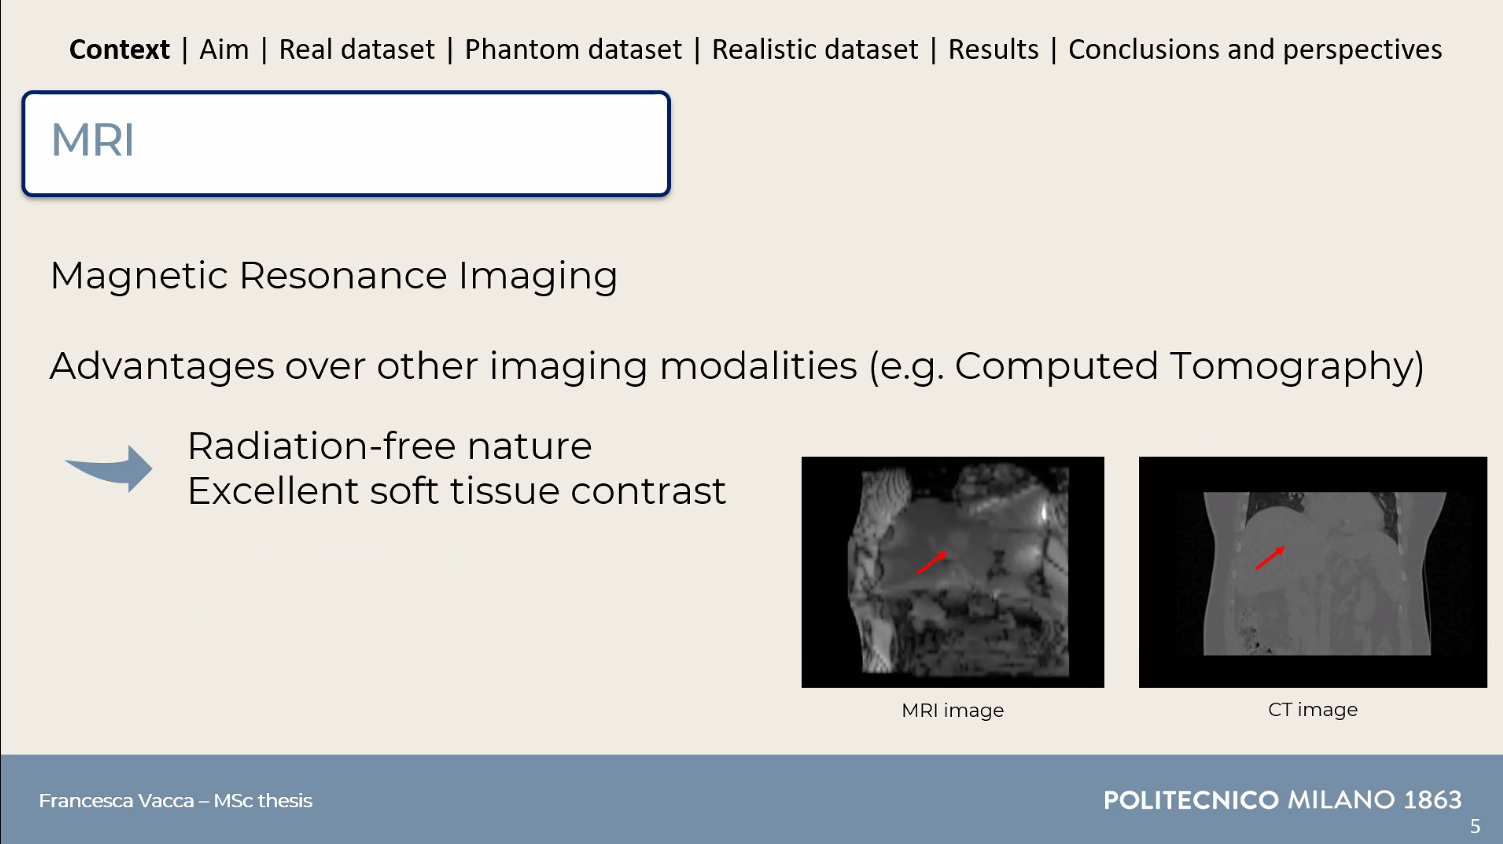 Context | Aim | Real dataset | Phantom dataset | Realistic dataset | Results | Conclusions and perspectives
MRI
Magnetic Resonance Imaging
Advantages over other imaging modalities (e.g. Computed Tomography)
Radiation-free nature
Excellent soft tissue contrast
MRI image
CT image
Francesca Vacca – MSc thesis
POLITECNICO MILANO 1863
5